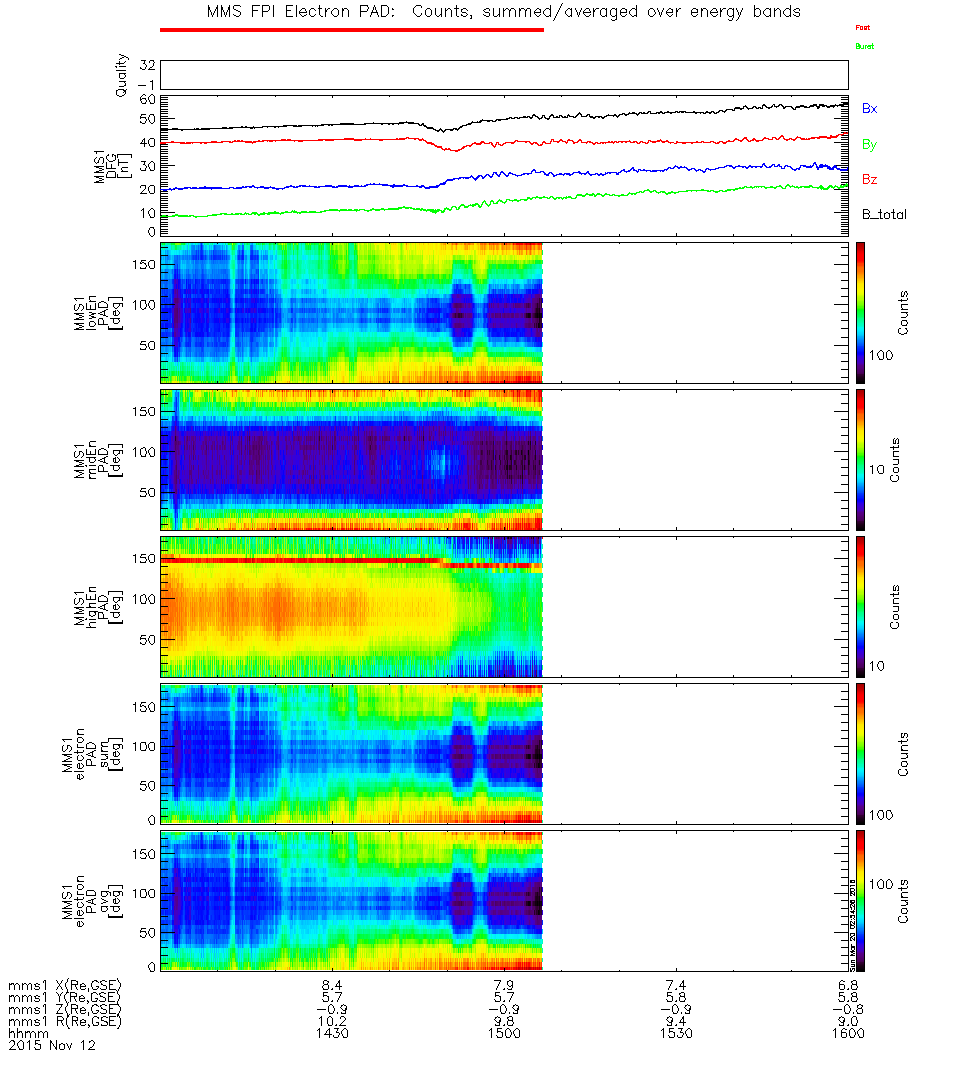 MMS FPI Electron PAD:  Counts, summed/averaged over energy bands
Fast
Burst
Quality
32
-1
MMS1
DFG
[nT]
60
50
40
30
20
10
0
Bx
By
Bz
B_total
MMS1
lowEn
PAD
[deg]
150
100
50
100
Counts
MMS1
midEn
PAD
[deg]
150
100
50
10
Counts
MMS1
highEn
PAD
[deg]
150
100
50
10
Counts
MMS1
electron
PAD
sum
[deg]
150
100
50
0
100
Counts
MMS1
electron
PAD
avg
[deg]
150
100
50
0
100
Counts
mms1 X(Re,GSE) 8.4 7.9 7.4 6.8
mms1 Y(Re,GSE) 5.7 5.7 5.8 5.8
mms1 Z(Re,GSE) -0.9 -0.9 -0.9 -0.8
mms1 R(Re,GSE) 10.2 9.8 9.4 9.0
hhmm 1430 1500 1530 1600
2015 Nov 12